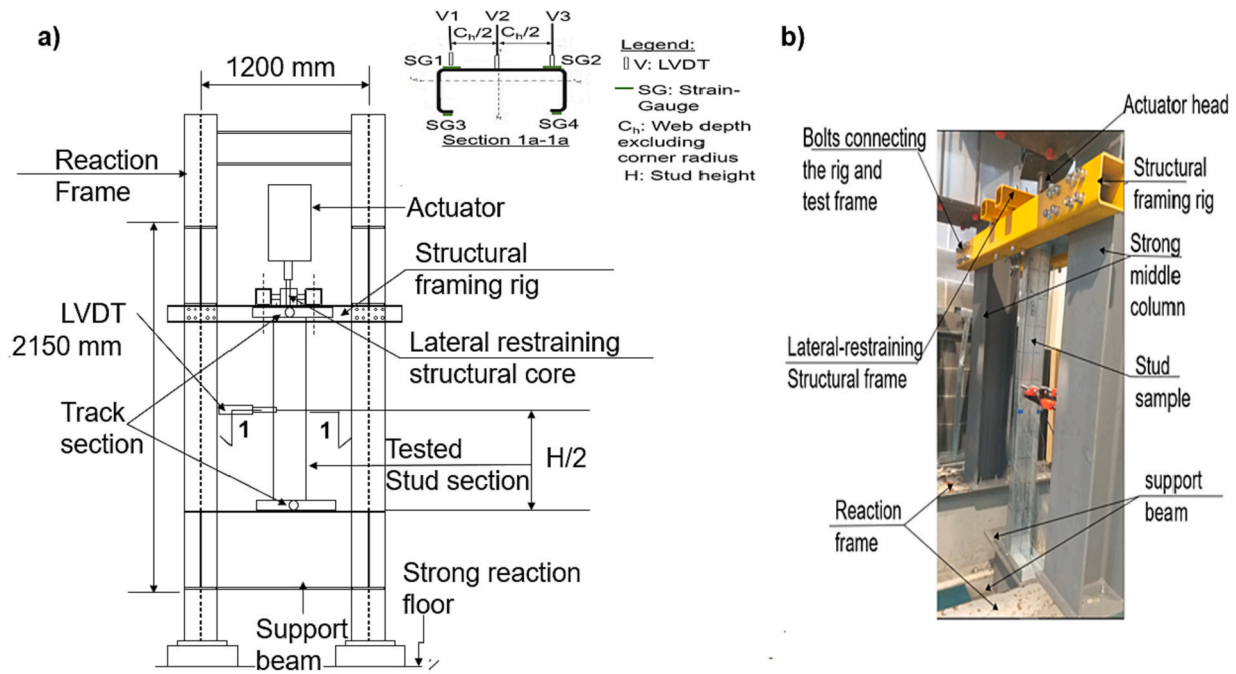 a)
1200 mm
Reaction
Frame
Actuator
Structural
framing rig
LVDT
2150 mm
Lateral restraining
structural core
Track
section
1
1
Tested
Stud section
H/2
Strong reaction
floor
Support
beam
V1 V2 V3
Cₕ/2 Cₕ/2
SG1 SG2
SG3 SG4
Section 1a-1a
Legend:
V: LVDT
SG: Strain-
Gauge
Cₕ: Web depth
excluding
corner radius
H: Stud height
b)
Actuator head
Bolts connecting
the rig and
test frame
Structural
framing rig
Strong
middle
column
Lateral-restraining
Structural frame
Stud
sample
Reaction
frame
support
beam